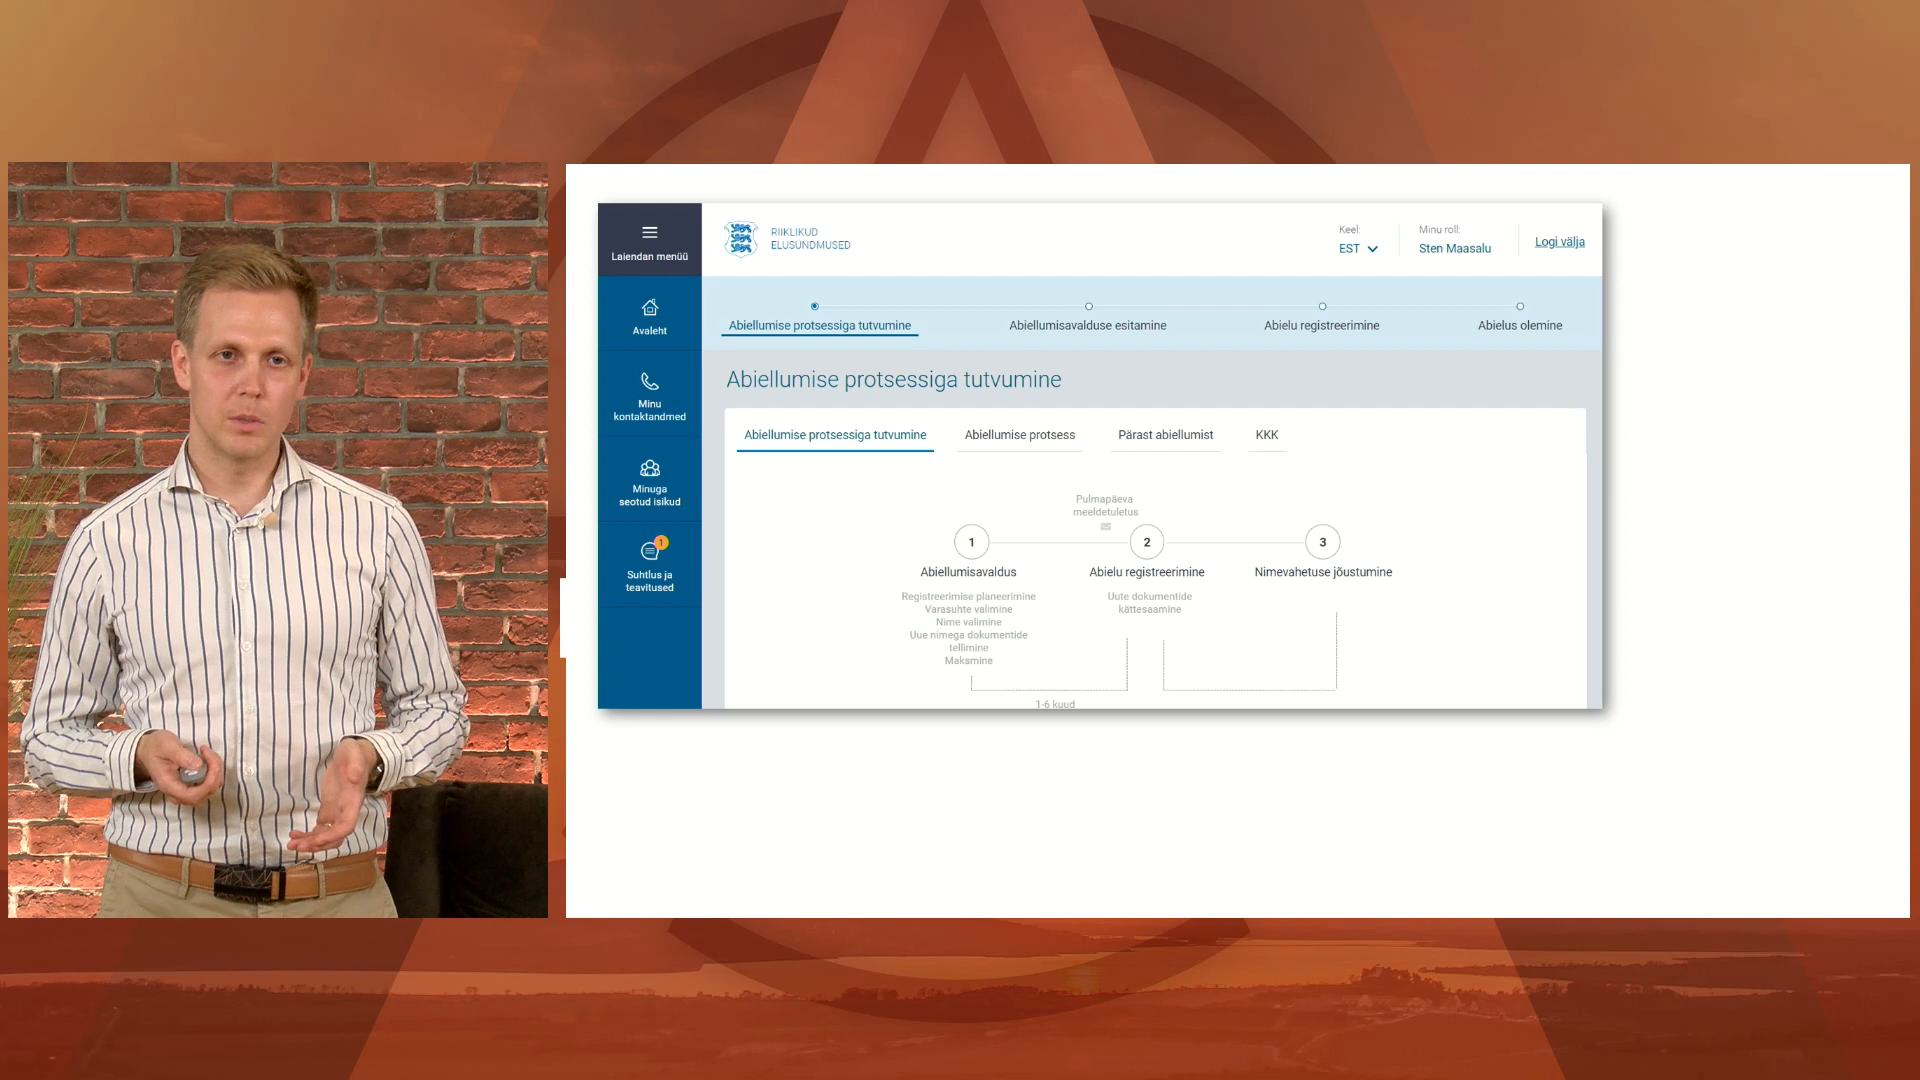 Laiendan menüü
RIIKLIKUD
ELUSÜNDMUSED
Keel:
EST
Minu roll:
Sten Maasalu
Logi välja
Avaleht
Minu
kontaktandmed
Minuga
seotud isikud
1
Suhtlus ja
teavitused
Abiellumise protsessiga tutvumine
Abiellumisavalduse esitamine
Abielu registreerimine
Abielus olemine
Abiellumise protsessiga tutvumine
Abiellumise protsessiga tutvumine
Abiellumise protsess
Pärast abiellumist
KKK
Pulmapäeva
meeldetuletus
1
2
3
Abiellumisavaldus
Abielu registreerimine
Nimevahetuse jõustumine
Registreerimise planeerimine
Varasuhte valimine
Nime valimine
Uue nimega dokumentide
tellimine
Maksmine
Uute dokumentide
kättesaamine
1-6 kuud